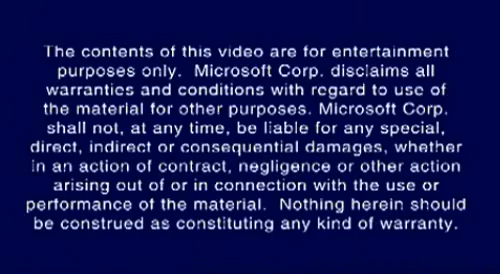 The contents of this video are for entertainment
purposes only. Microsoft Corp. disclaims all
warranties and conditions with regard to use of
the material for other purposes. Microsoft Corp.
shall not, at any time, be liable for any special,
direct, indirect or consequential damages, whether
in an action of contract, negligence or other action
arising out of or in connection with the use or
performance of the material. Nothing herein should
be construed as constituting any kind of warranty.